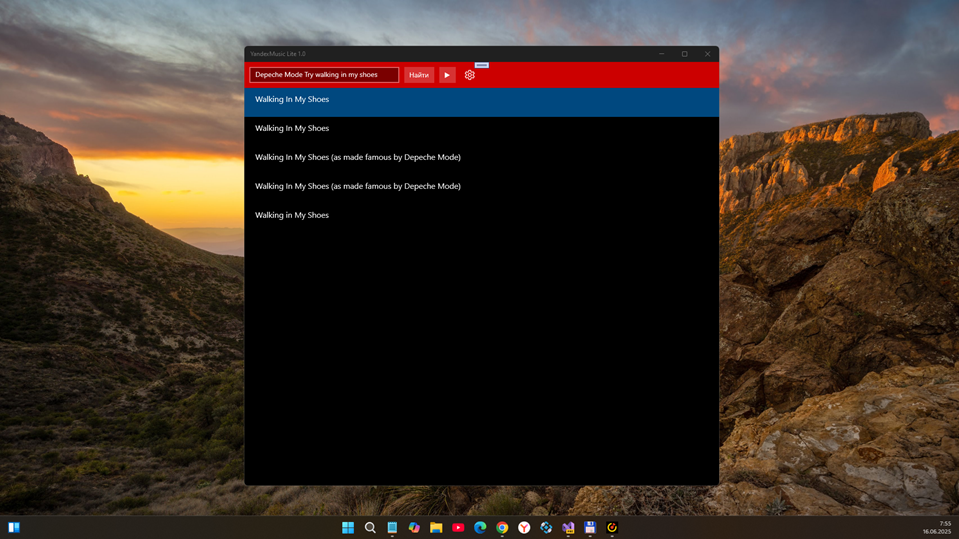 YanderMusic Lite 1.0
Depeche Mode Try walking in my shoes
Найти
Walking In My Shoes
Walking In My Shoes
Walking In My Shoes (as made famous by Depeche Mode)
Walking In My Shoes (as made famous by Depeche Mode)
Walking in My Shoes
7:55
16.06.2025